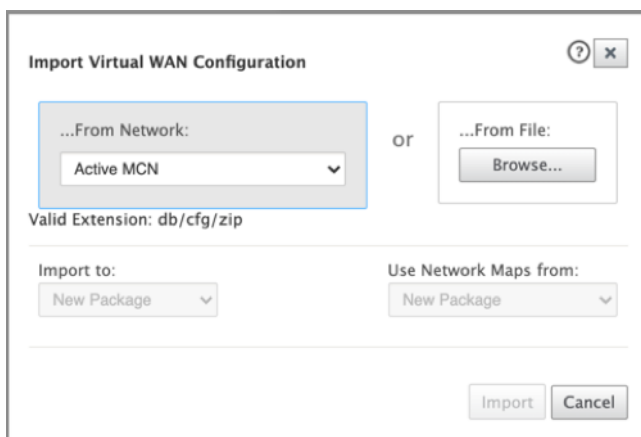 Import Virtual WAN Configuration
?
×
...From Network:
Active MCN
or
...From File:
Browse...
Valid Extension: db/cfg/zip
Import to:
New Package
Use Network Maps from:
New Package
Import
Cancel